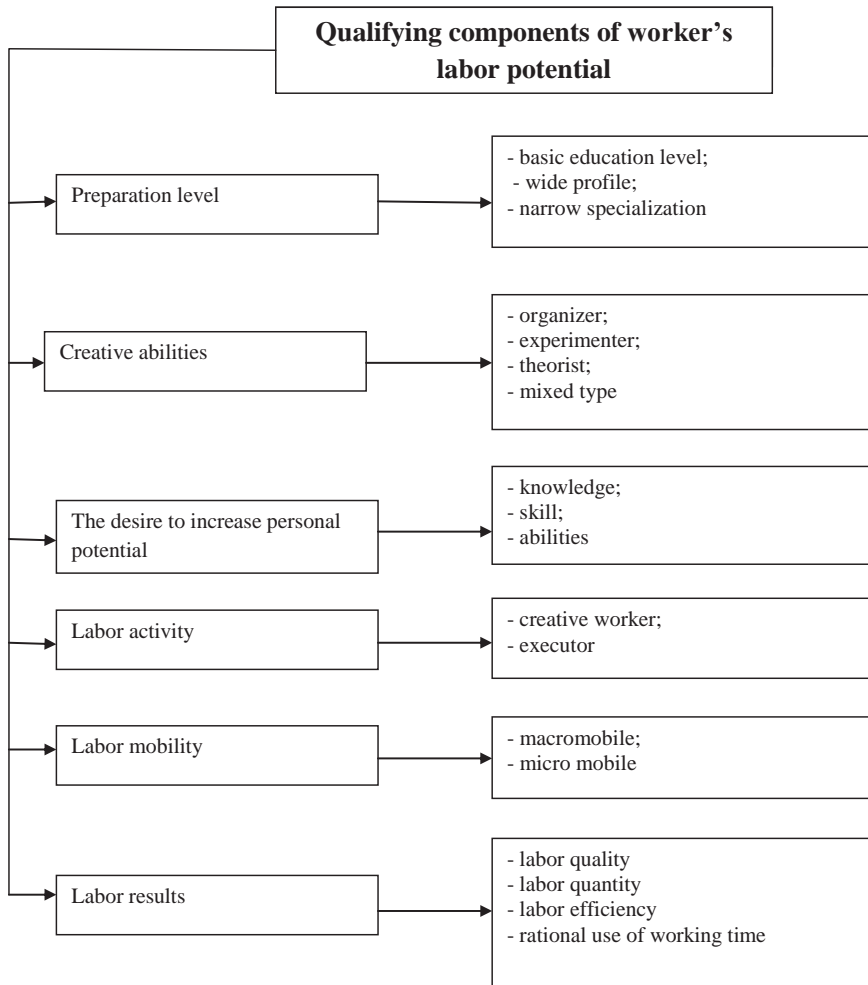 Qualifying components of worker’s
labor potential
Preparation level
- basic education level;
- wide profile;
- narrow specialization
Creative abilities
- organizer;
- experimenter;
- theorist;
- mixed type
The desire to increase personal
potential
- knowledge;
- skill;
- abilities
Labor activity
- creative worker;
- executor
Labor mobility
- macromobile;
- micro mobile
Labor results
- labor quality
- labor quantity
- labor efficiency
- rational use of working time